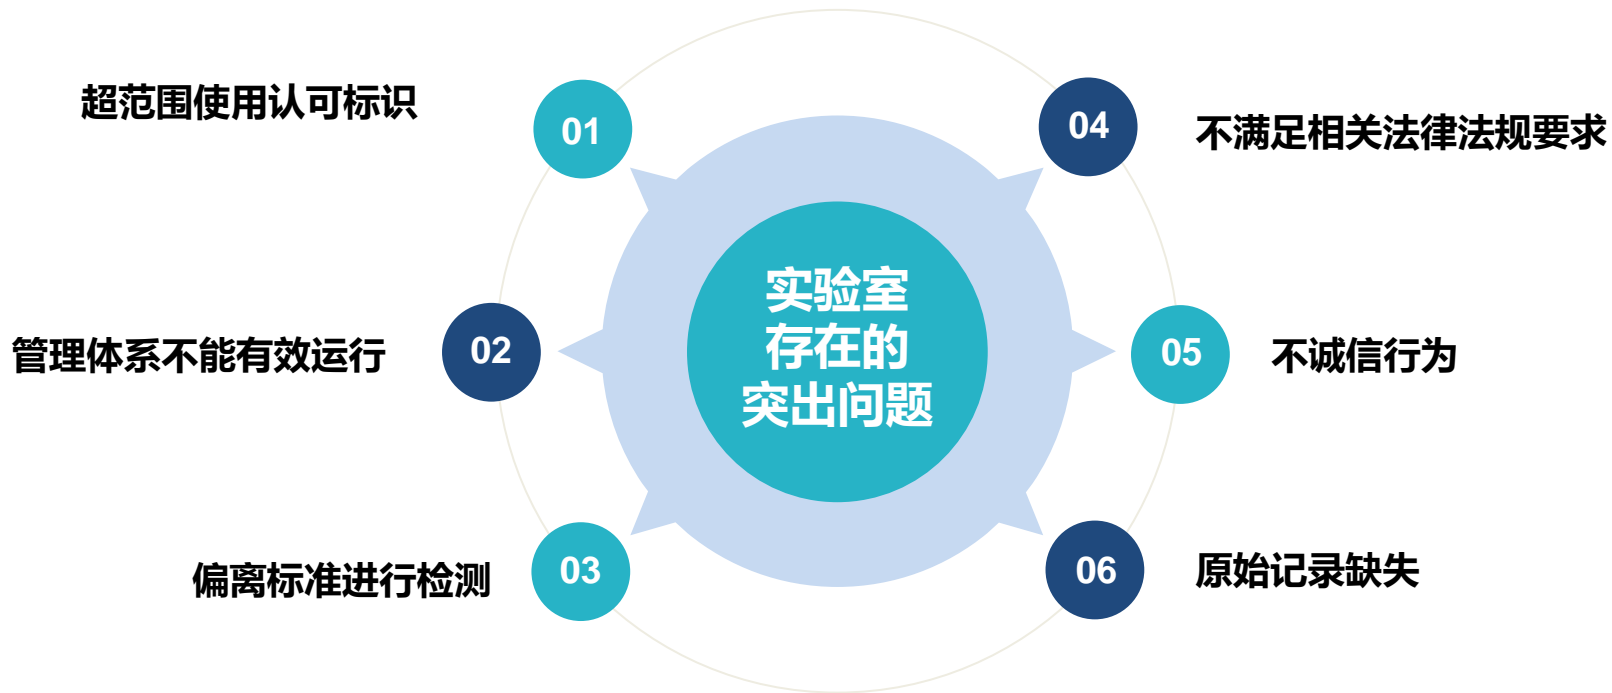 实验室
存在的
突出问题
01
超范围使用认可标识
02
管理体系不能有效运行
03
偏离标准进行检测
04
不满足相关法律法规要求
05
不诚信行为
06
原始记录缺失